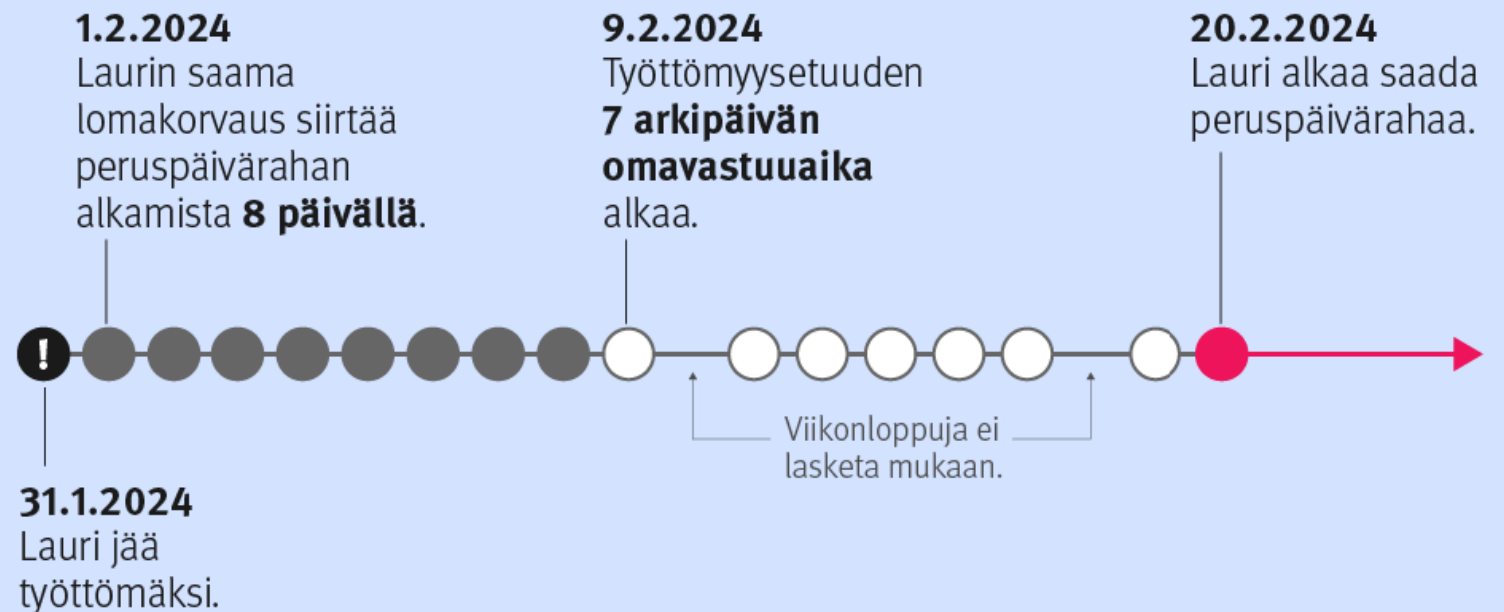 1.2.2024
Laurin saama
lomakorvaus siirtää
peruspäivärahan
alkamista 8 päivällä.
9.2.2024
Työttömyysetuuden
7 arkipäivän
omavastuuaika
alkaa.
20.2.2024
Lauri alkaa saada
peruspäivärahaa.
!
Viikonloppuja ei
lasketa mukaan.
31.1.2024
Lauri jää
työttömäksi.